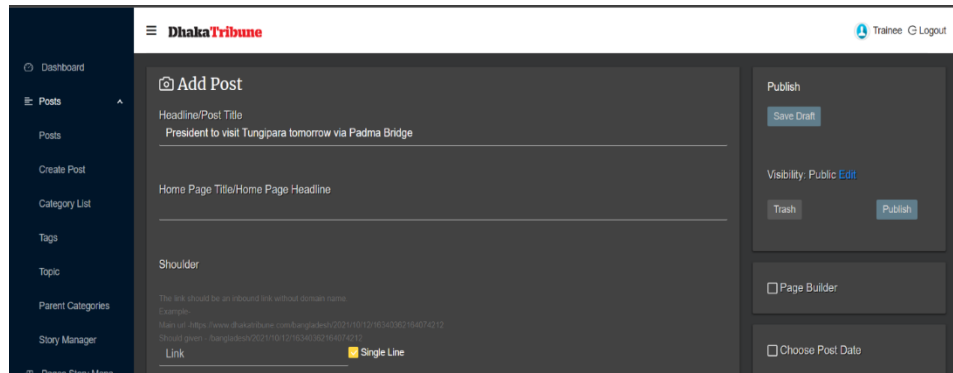 DhakaTribune
Trainee Logout
Dashboard
Posts
Posts
Create Post
Category List
Tags
Topic
Parent Categories
Story Manager
Add Post
Headline/Post Title
President to visit Tungipara tomorrow via Padma Bridge
Home Page Title/Home Page Headline
Shoulder
The link should be an inbound link without domain name.
Example-
Main url -https://www.dhakatribune.com/bangladesh/2021/10/12/16340362164074212
Should given - /bangladesh/2021/10/12/16340362164074212
Link
Single Line
Publish
Save Draft
Visibility: Public Edit
Trash
Publish
Page Builder
Choose Post Date